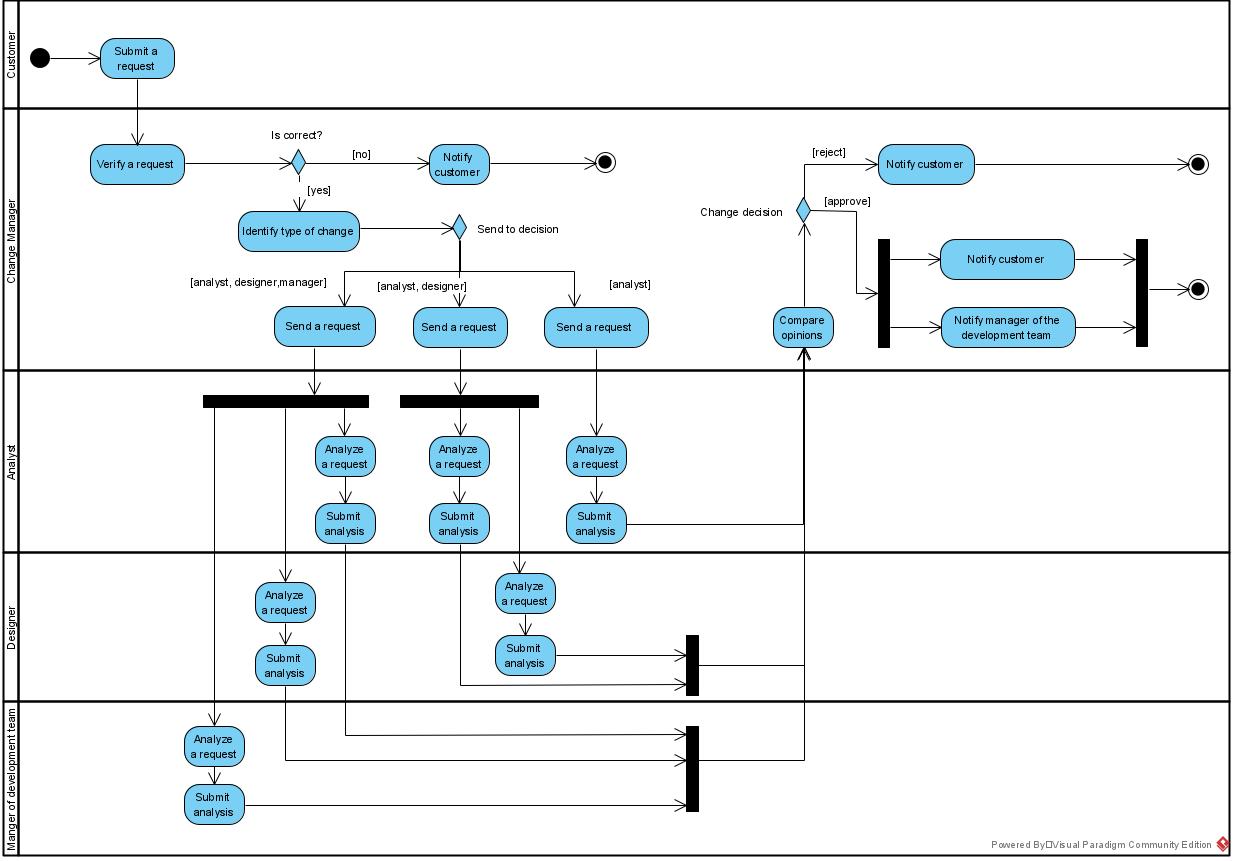 Customer
Submit a
request
Change Manager
Is correct?
Verify a request
[no]
Notify
customer
[yes]
Identify type of change
Send to decision
[analyst, designer,manager]
[analyst, designer]
[analyst]
Send a request
Send a request
Send a request
[reject]
Notify customer
Change decision
[approve]
Notify customer
Compare
opinions
Notify manager of the
development team
Analyst
Analyze
a request
Analyze
a request
Analyze
a request
Submit
analysis
Submit
analysis
Submit
analysis
Designer
Analyze
a request
Analyze
a request
Submit
analysis
Submit
analysis
Manger of development team
Analyze
a request
Submit
analysis
Powered By Visual Paradigm Community Edition